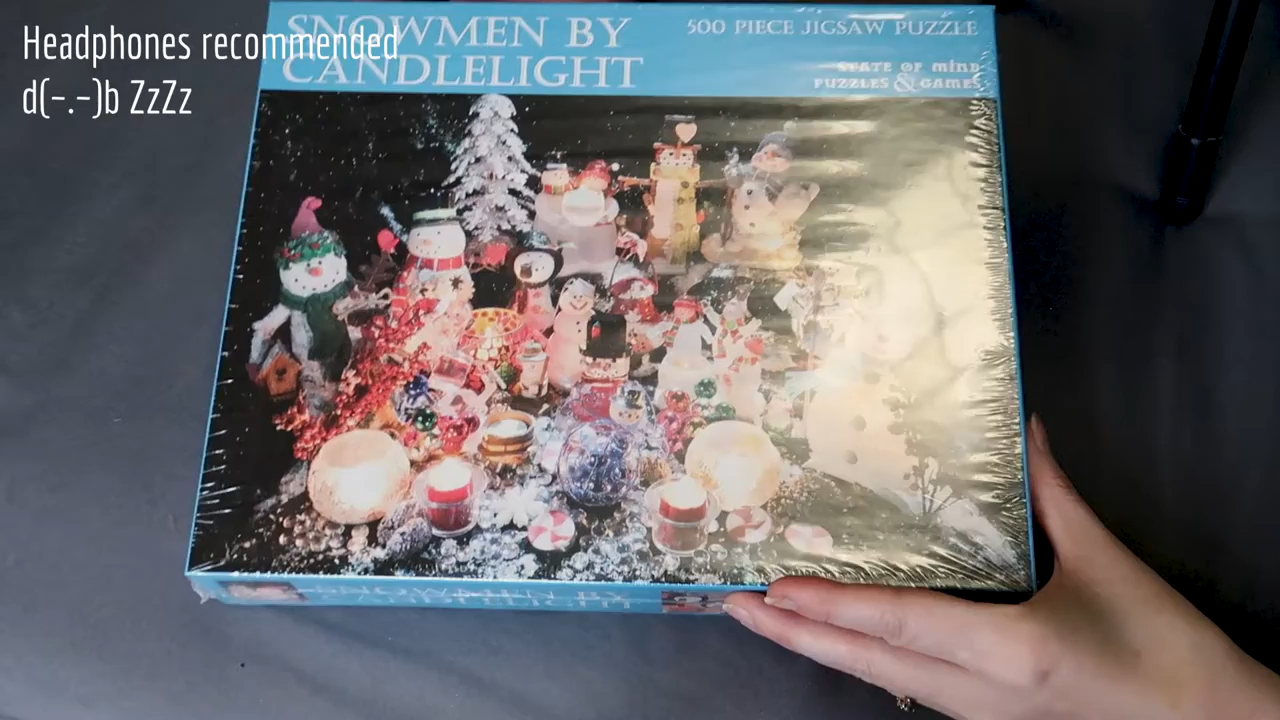 Headphones recommended
d(-.-)b ZzZz
SNOWMEN BY
CANDLELIGHT
500 PIECE JIGSAW PUZZLE
STATE OF MIND
PUZZLES & GAMES
SNOWMEN BY
CANDLELIGHT